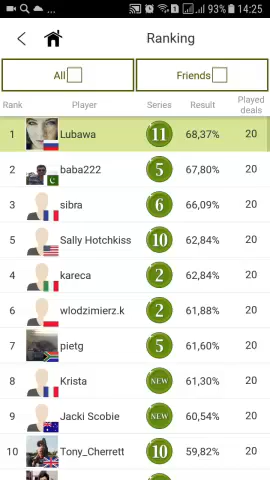 ... 14:25
Ranking
All Friends
Rank Player Series Result Played deals
1 Lubawa 11 68,37% 20
2 baba222 5 67,80% 20
3 sibra 6 66,09% 20
5 Sally Hotchkiss 10 62,84% 20
4 kareca 2 62,84% 20
6 wlodzimierz.k 2 61,88% 20
7 pietg 5 61,60% 20
8 Krista NEW 61,30% 20
9 Jacki Scobie NEW 60,54% 20
10 Tony_Cherrett 10 59,82% 20